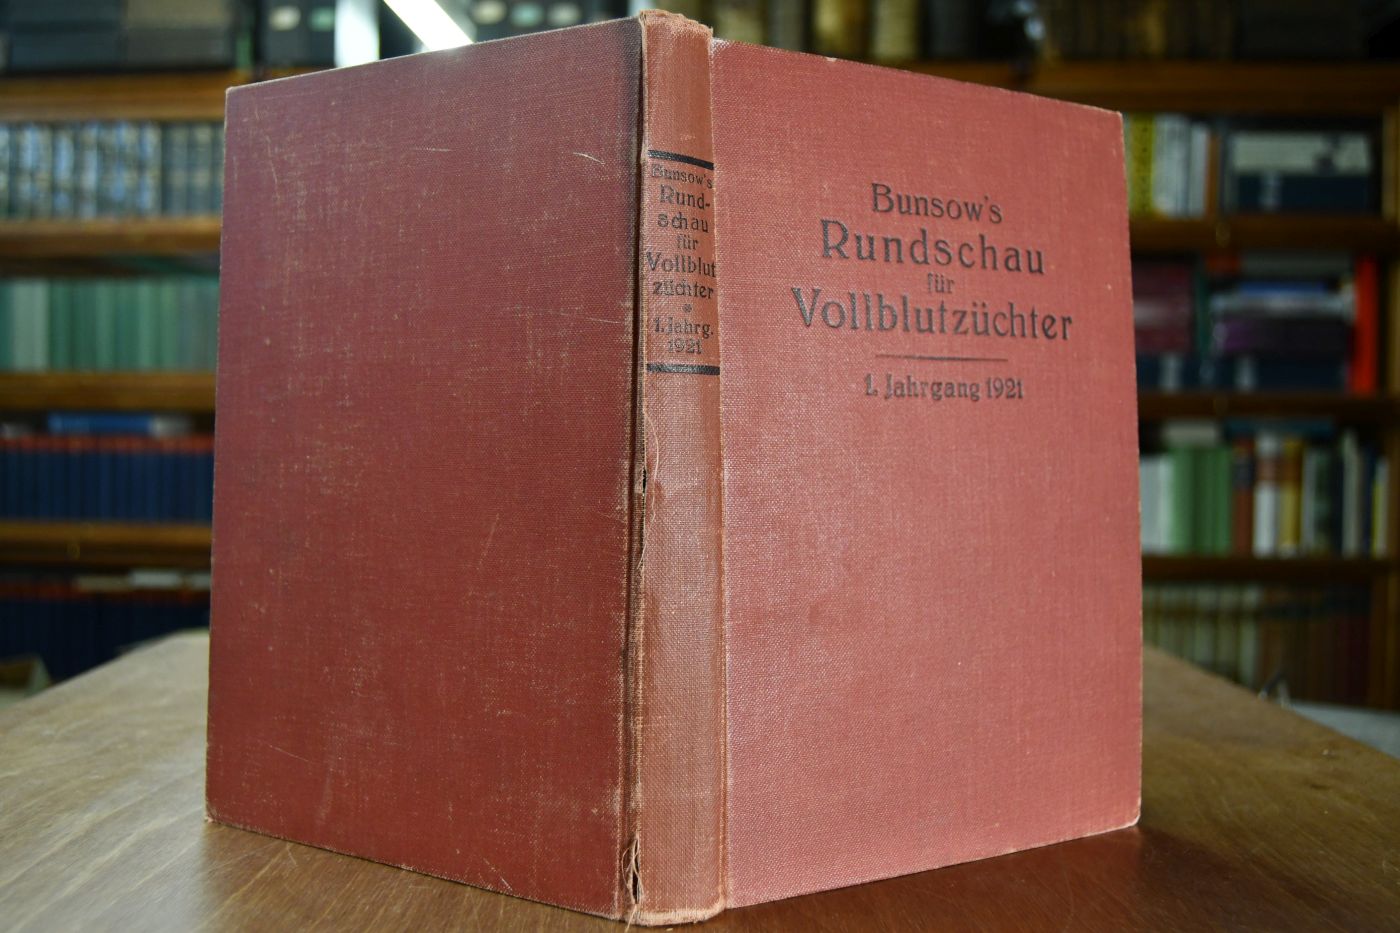 Bunsow's
Rund-
schau
für
Vollblut
züchter
*
1. Jahrg.
1921
Bunsow's
Rundschau
für
Vollblutzüchter
1. Jahrgang 1921